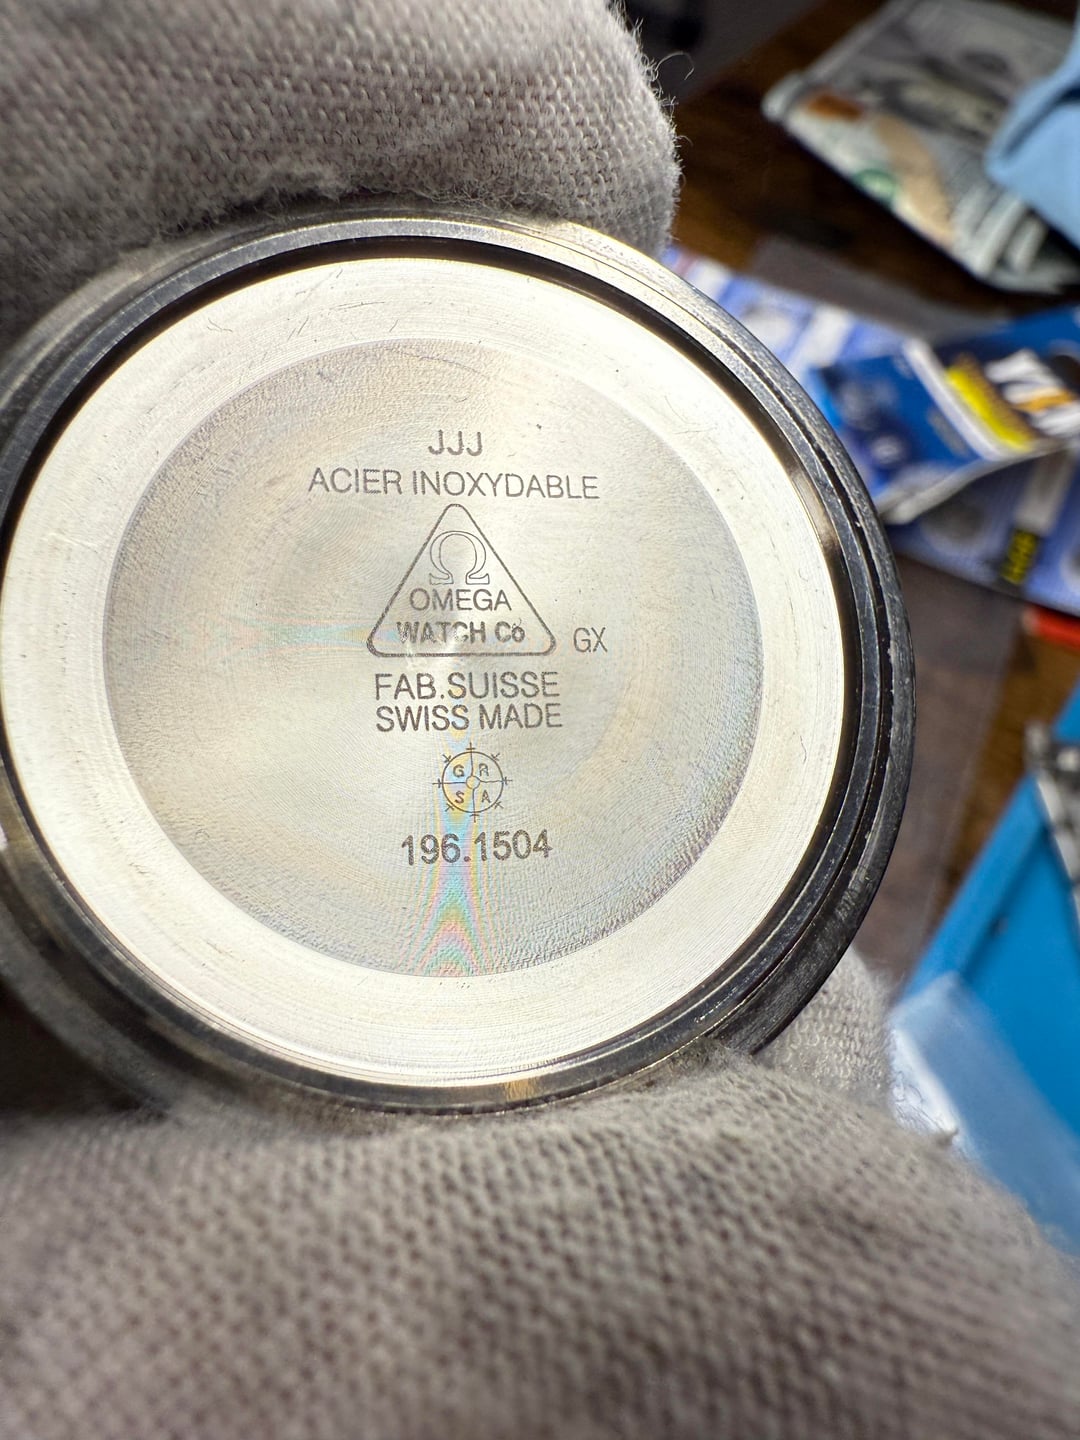 JJJ
ACIER INOXYDABLE
Ω
OMEGA
WATCH Co
GX
FAB.SUISSE
SWISS MADE
G R
S A
196.1504